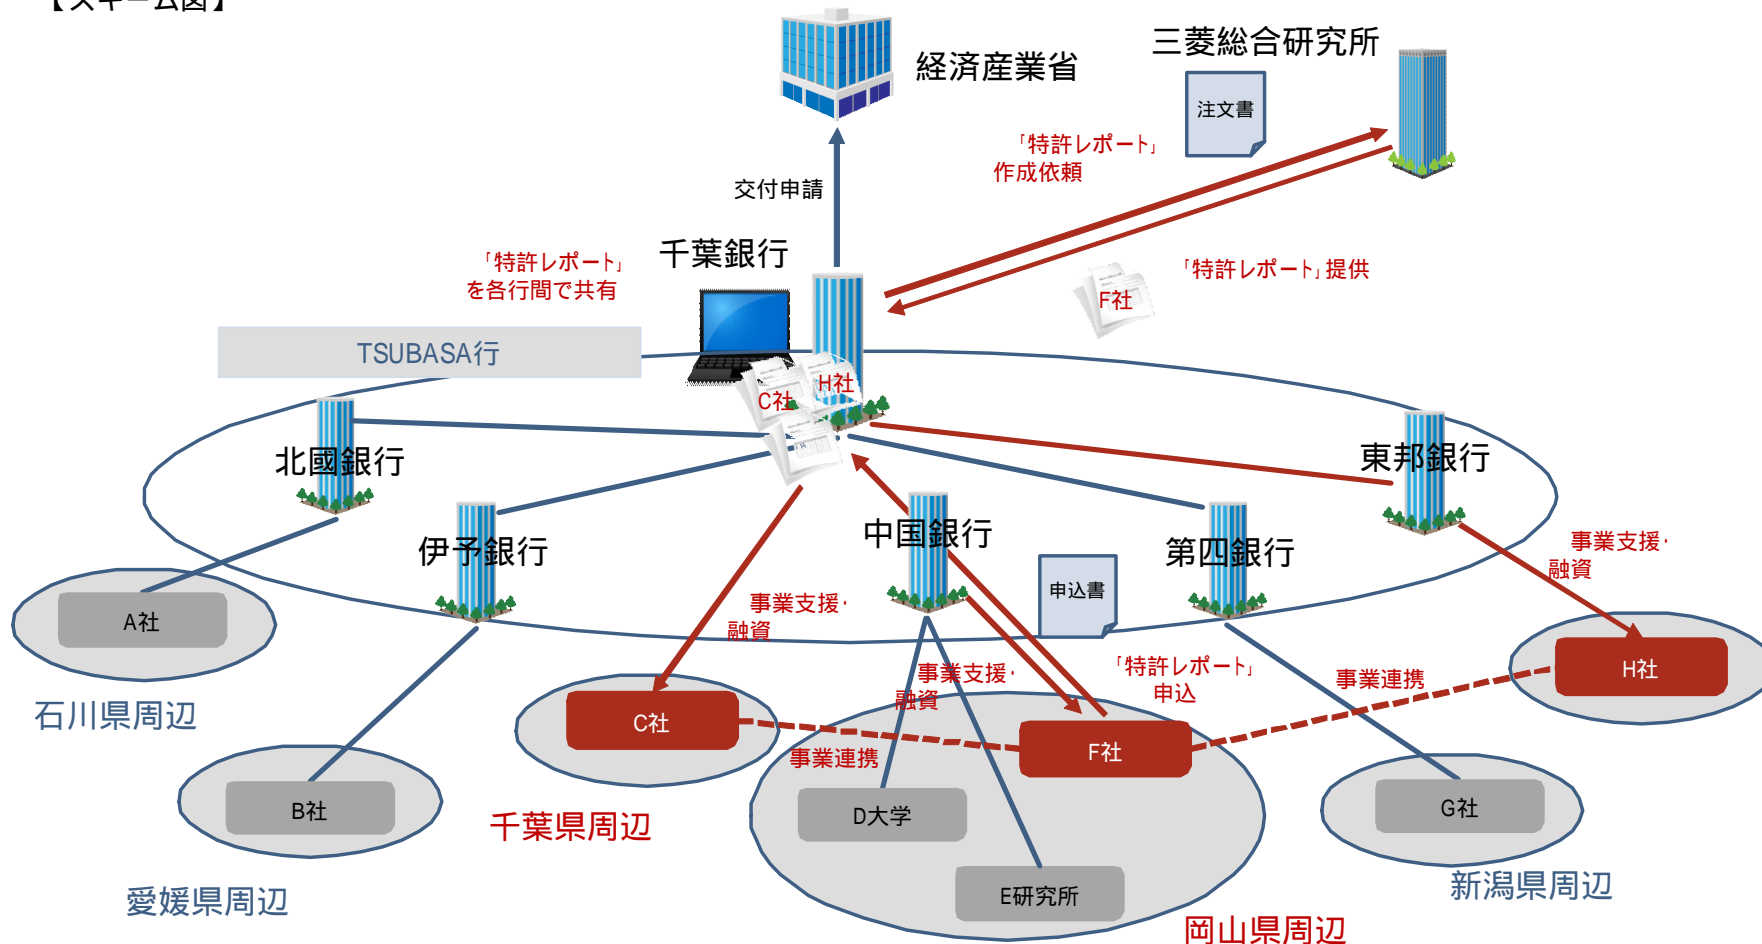 【スキーム図】
経済産業省
三菱総合研究所
注文書
「特許レポート」
作成依頼
交付申請
千葉銀行
「特許レポート」
を各行間で共有
「特許レポート」提供
F社
TSUBASA行
H社
C社
北國銀行
東邦銀行
伊予銀行
中国銀行
第四銀行
事業支援・
融資
申込書
A社
事業支援・
融資
事業支援・
融資
「特許レポート」
申込
事業連携
H社
石川県周辺
C社
F社
事業連携
B社
D大学
G社
千葉県周辺
E研究所
新潟県周辺
愛媛県周辺
岡山県周辺